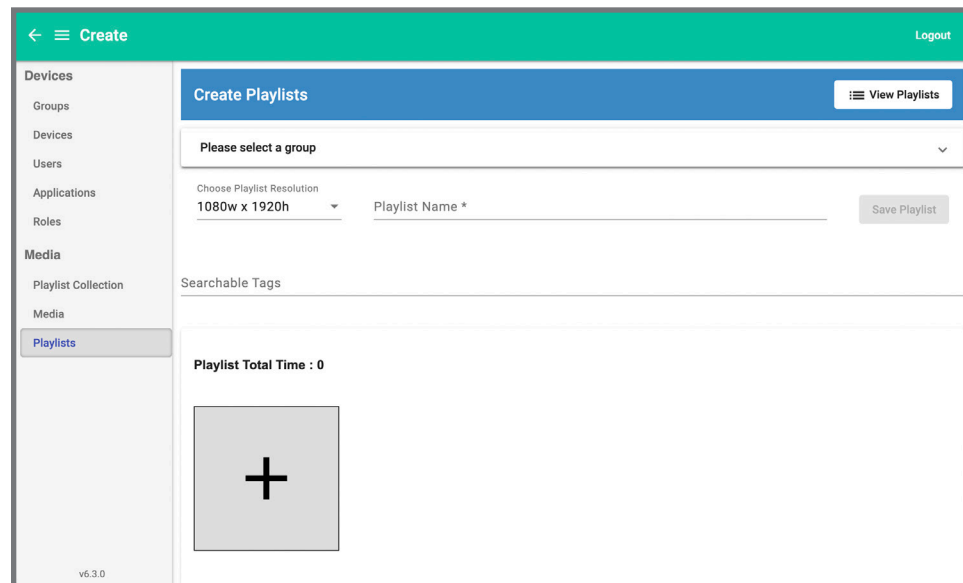 Create
Logout
Devices
Groups
Devices
Users
Applications
Roles
Media
Playlist Collection
Media
Playlists
v6.3.0
Create Playlists
View Playlists
Please select a group
Choose Playlist Resolution
1080w x 1920h
Playlist Name *
Save Playlist
Searchable Tags
Playlist Total Time : 0